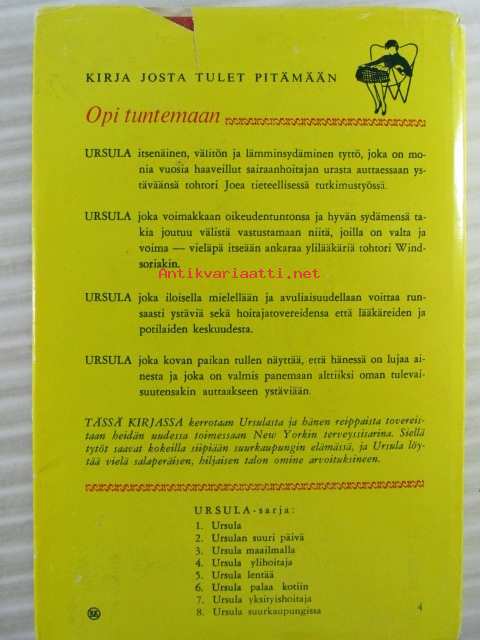 KIRJA JOSTA TULET PITÄMÄÄN
Opi tuntemaan
URSULA itsenäinen, välitön ja lämminsydäminen tyttö, joka on mo-
nia vuosia haaveillut sairaanhoitajan urasta auttaessaan ys-
täväänsä tohtori Joea tieteellisessä tutkimustyössä.
URSULA joka voimakkaan oikeudentuntonsa ja hyvän sydämensä ta-
kia joutuu välistä vastustamaan niitä, joilla on valta ja
voima — vieläpä itseään ankaraa ylilääkäriä tohtori Wind-
soriakin.
Antikvariaatti.net
URSULA joka iloisella mielellään ja avuliaisuudellaan voittaa run-
saasti ystäviä sekä hoitajatovereidensa että lääkäreiden ja
potilaiden keskuudesta.
URSULA joka kovan paikan tullen näyttää, että hänessä on lujaa ai-
nesta ja joka on valmis panemaan alttiiksi oman tulevai-
suutensakin auttaakseen ystäviään.
TÄSSÄ KIRJASSA kerrotaan Ursulasta ja hänen reippaista tovereis-
taan heidän uudessa toimessaan New Yorkin terveyssisarina. Siellä
tytöt saavat kokeilla siipiään suurkaupungin elämässä, ja Ursula löy-
tää vielä salaperäisen, hiljaisen talon omine arvoituksineen.
URSULA-sarja:
1. Ursula
2. Ursulan suuri päivä
3. Ursula maailmalla
4. Ursula ylihoitaja
5. Ursula lentää
6. Ursula palaa kotiin
7. Ursula yksityishoitaja
8. Ursula suurkaupungissa
4